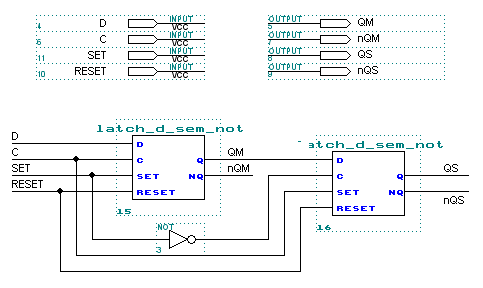 4 D INPUT VCC 5 OUTPUT QM
6 C INPUT VCC 7 OUTPUT nQM
11 SET INPUT VCC 8 OUTPUT QS
10 RESET INPUT VCC 9 OUTPUT nQS
latch_d_sem_not
atch_d_sem_not
D
C
SET
RESET
D
C Q
SET NQ
RESET
15
QM
nQM
D
C Q
SET NQ
RESET
16
QS
nQS
NOT
3